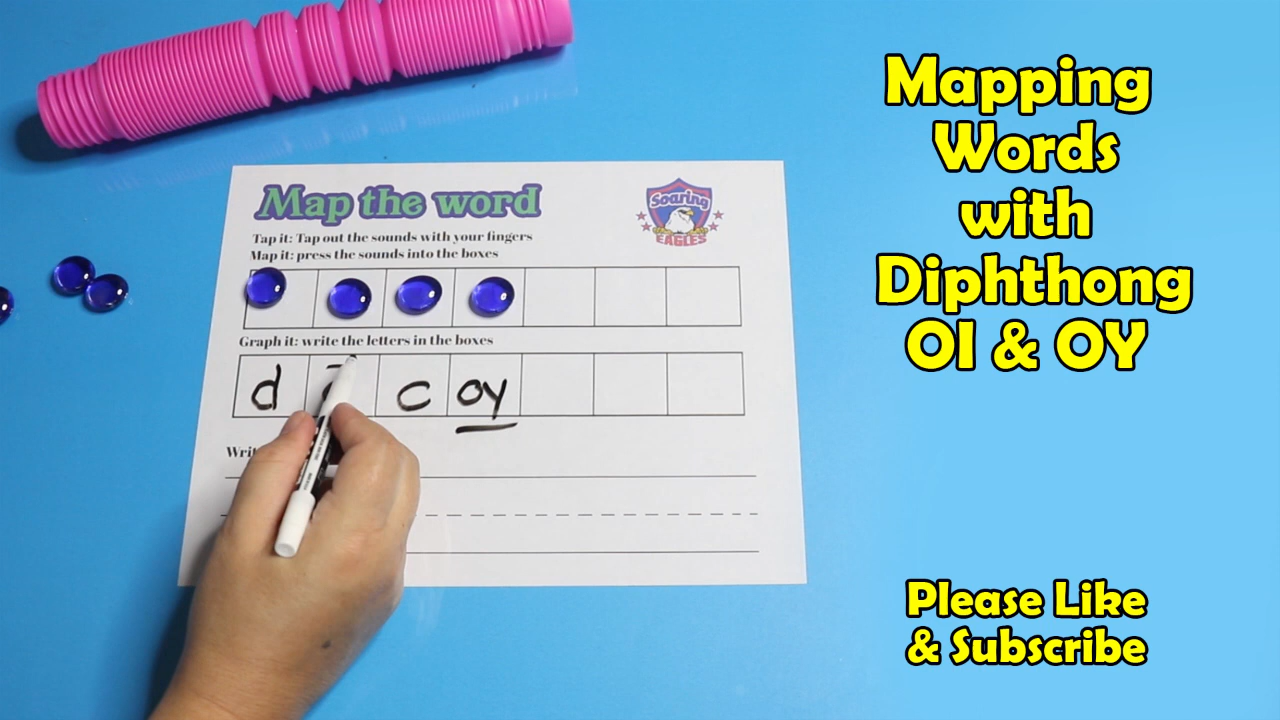 Mapping
Words
with
Diphthong
OI & OY
Map the word
Soaring
EAGLES
Tap it: Tap out the sounds with your fingers
Map it: press the sounds into the boxes
Graph it: write the letters in the boxes
d c oy
Please Like
& Subscribe